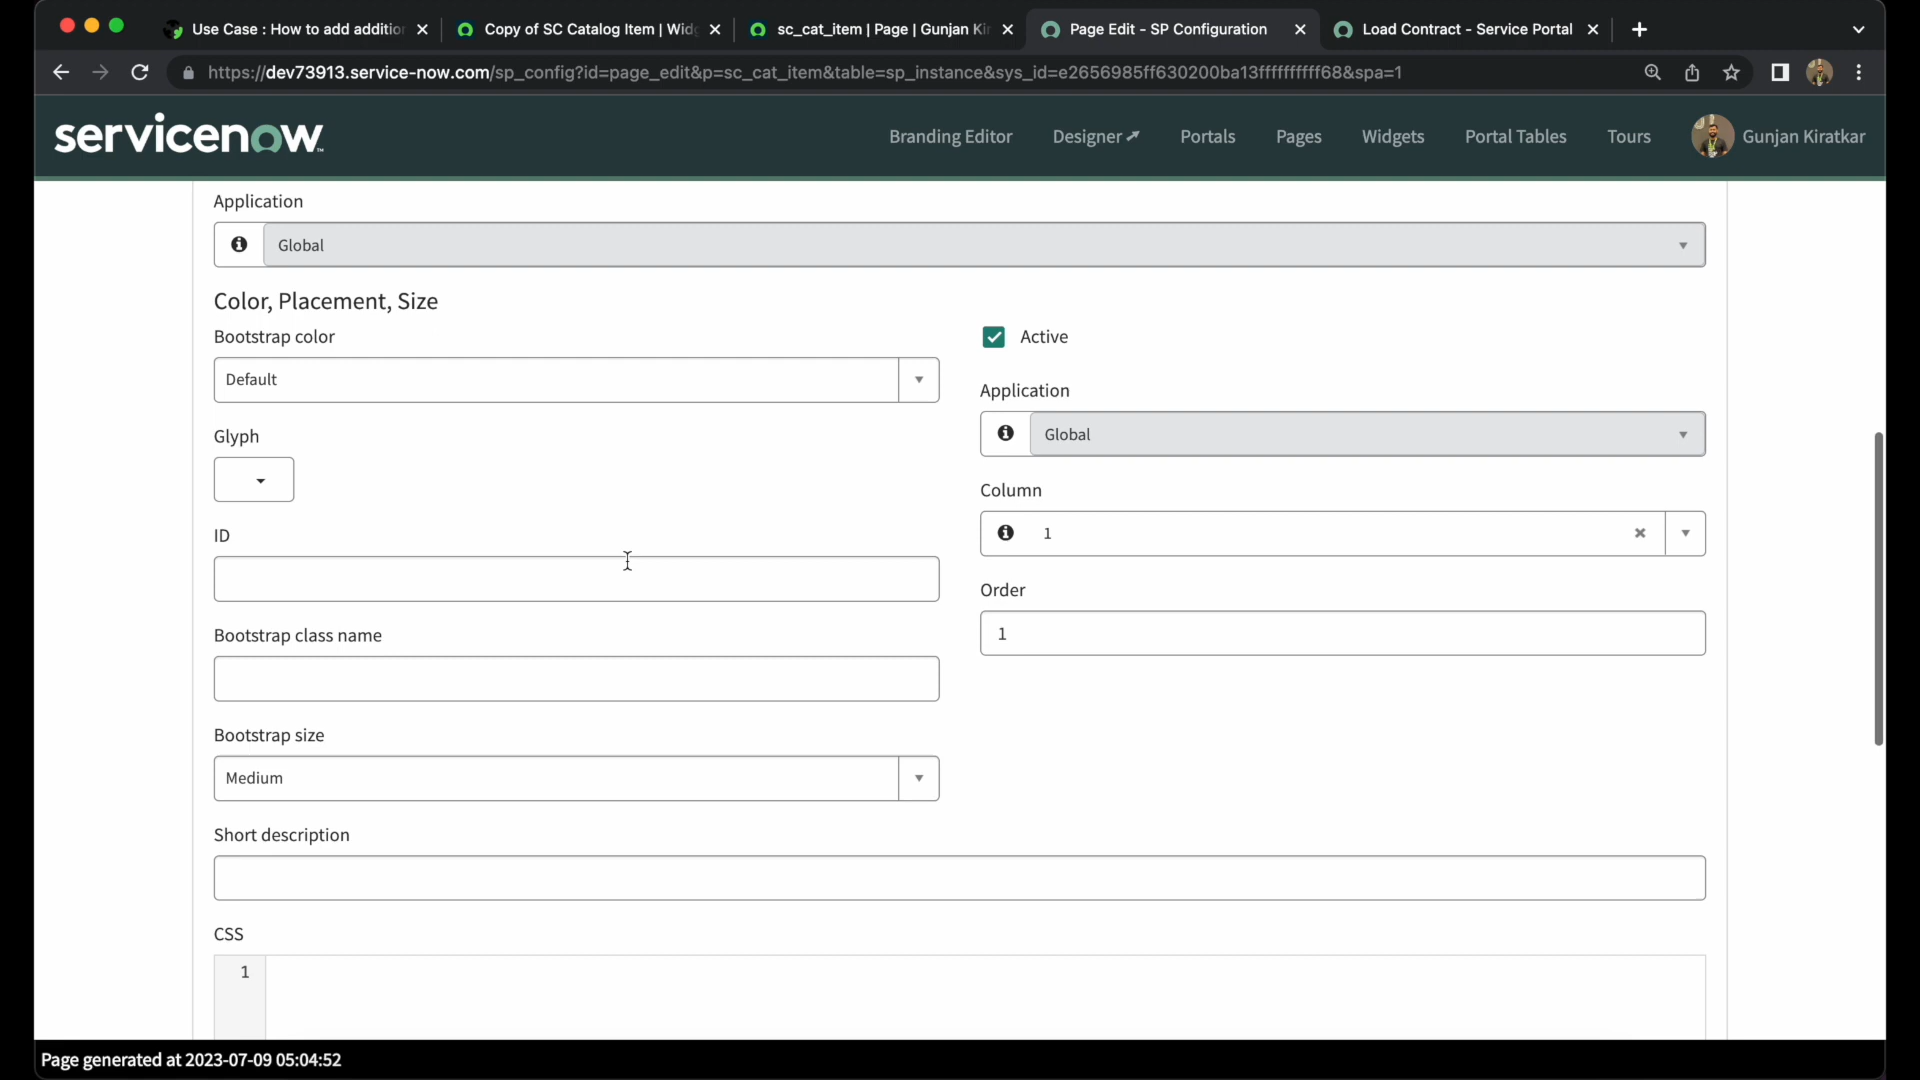 Use Case : How to add additior
Copy of SC Catalog Item | Widg
sc_cat_item | Page | Gunjan Kir
Page Edit - SP Configuration
Load Contract - Service Portal
https://dev73913.service-now.com/sp_config?id=page_edit&p=sc_cat_item&table=sp_instance&sys_id=e2656985ff630200ba13ffffffffff68&spa=1
servicenow
Branding Editor
Designer
Portals
Pages
Widgets
Portal Tables
Tours
Gunjan Kiratkar
Application
Global
Color, Placement, Size
Bootstrap color
Default
Glyph
ID
Bootstrap class name
Bootstrap size
Medium
Active
Application
Global
Column
1
Order
1
Short description
CSS
1
Page generated at 2023-07-09 05:04:52